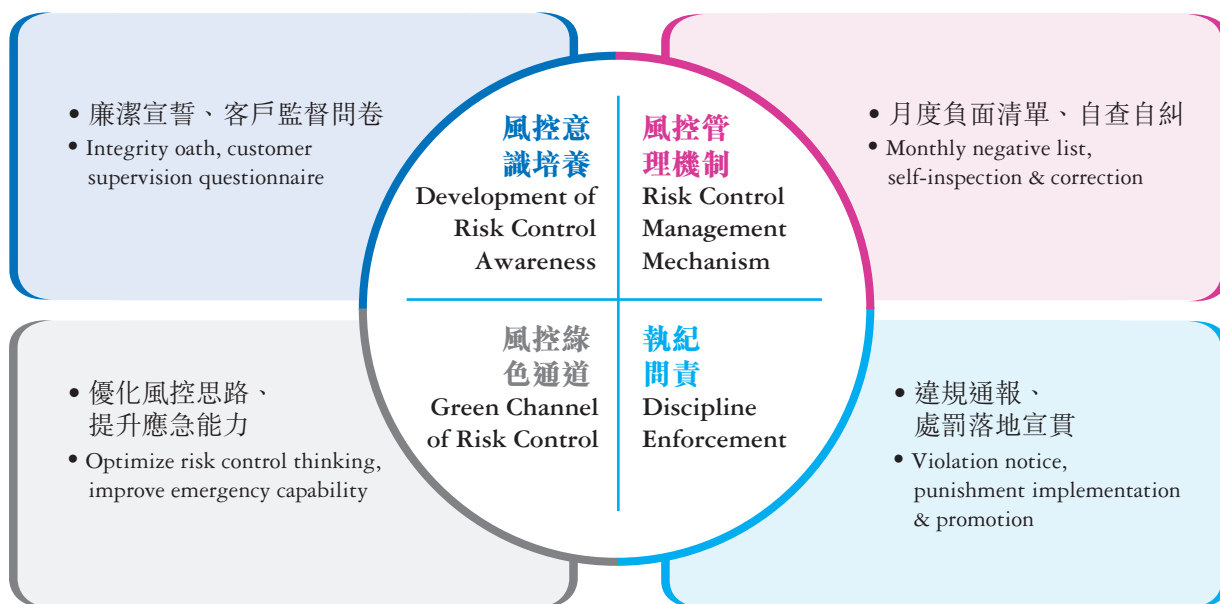 • 廉潔宣誓、客戶監督問卷
• Integrity oath, customer
supervision questionnaire
風控意
識培養
Development of
Risk Control
Awareness
風控管
理機制
Risk Control
Management
Mechanism
• 月度負面清單、自查自糾
• Monthly negative list,
self-inspection & correction
• 優化風控思路、
提升應急能力
• Optimize risk control thinking,
improve emergency capability
風控綠
色通道
Green Channel
of Risk Control
執紀
問責
Discipline
Enforcement
• 違規通報、
處罰落地宣貫
• Violation notice,
punishment implementation
& promotion